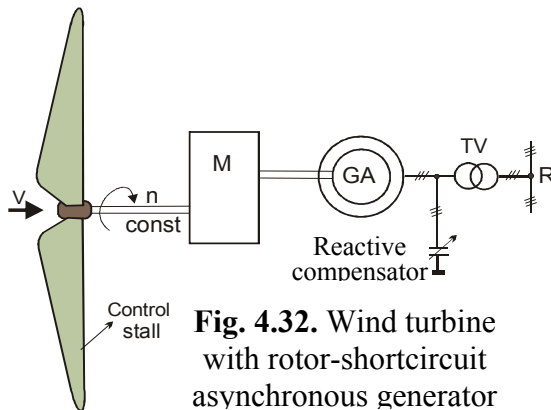 V
n
const
M
GA
TV
R
Reactive
compensator
Control
stall
Fig. 4.32. Wind turbine
with rotor-shortcircuit
asynchronous generator